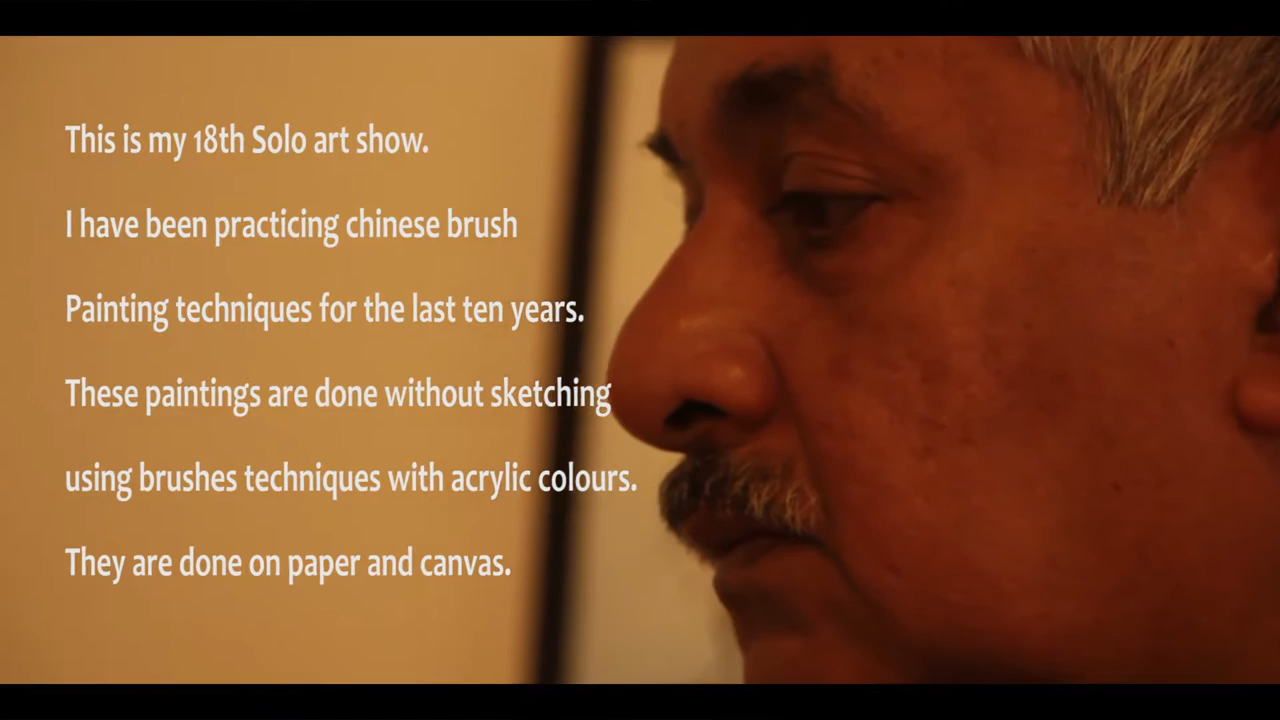 This is my 18th Solo art show.
I have been practicing chinese brush
Painting techniques for the last ten years.
These paintings are done without sketching
using brushes techniques with acrylic colours.
They are done on paper and canvas.